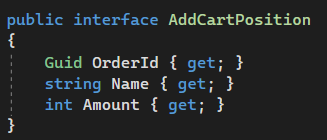 public interface AddCartPosition
{
    Guid OrderId { get; }
    string Name { get; }
    int Amount { get; }
}